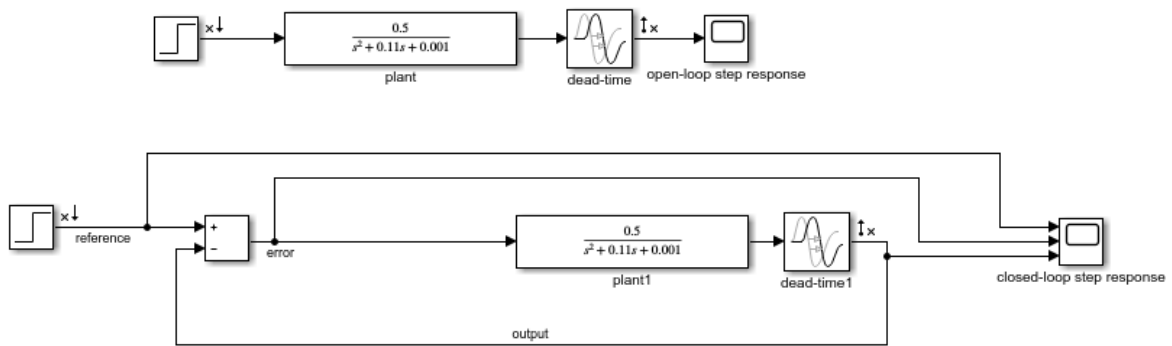 0.5
s² + 0.11s + 0.001
plant
dead-time
open-loop step response
reference
+
−
error
0.5
s² + 0.11s + 0.001
plant1
dead-time1
closed-loop step response
output